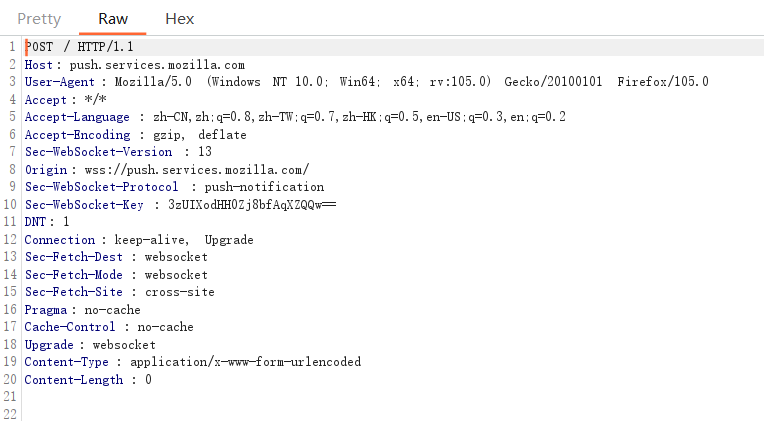 Pretty Raw Hex
1 POST / HTTP/1.1
2 Host: push.services.mozilla.com
3 User-Agent: Mozilla/5.0 (Windows NT 10.0; Win64; x64; rv:105.0) Gecko/20100101 Firefox/105.0
4 Accept: */*
5 Accept-Language: zh-CN,zh;q=0.8,zh-TW;q=0.7,zh-HK;q=0.5,en-US;q=0.3,en;q=0.2
6 Accept-Encoding: gzip, deflate
7 Sec-WebSocket-Version: 13
8 Origin: wss://push.services.mozilla.com/
9 Sec-WebSocket-Protocol: push-notification
10 Sec-WebSocket-Key: 3zUIXodHH0Zj8bfAqXZQQw==
11 DNT: 1
12 Connection: keep-alive, Upgrade
13 Sec-Fetch-Dest: websocket
14 Sec-Fetch-Mode: websocket
15 Sec-Fetch-Site: cross-site
16 Pragma: no-cache
17 Cache-Control: no-cache
18 Upgrade: websocket
19 Content-Type: application/x-www-form-urlencoded
20 Content-Length: 0
21
22